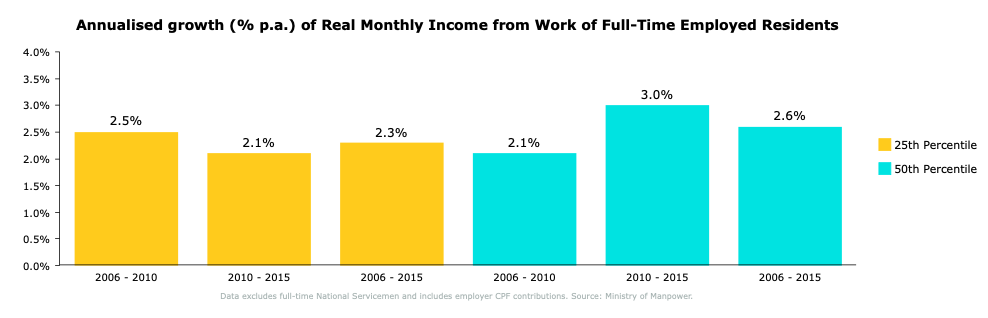 Annualised growth (% p.a.) of Real Monthly Income from Work of Full-Time Employed Residents
4.0%
3.5%
3.0%
2.5%
2.0%
1.5%
1.0%
0.5%
0.0%
2.5%
2.1%
2.3%
2.1%
3.0%
2.6%
2006 - 2010
2010 - 2015
2006 - 2015
2006 - 2010
2010 - 2015
2006 - 2015
25th Percentile
50th Percentile
Data excludes full-time National Servicemen and includes employer CPF contributions. Source: Ministry of Manpower.